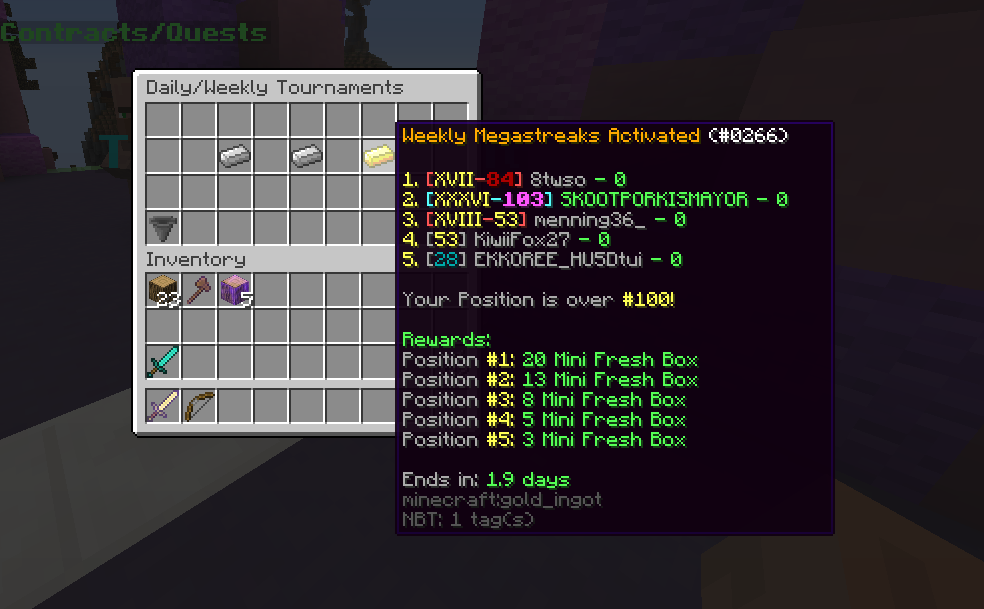 Contracts/Quests
Daily/Weekly Tournaments
Weekly Megastreaks Activated (#0266)
1. [XVII-84] 8twso - 0
2. [XXXVI-103] SKOOTPORKISMAYOR - 0
3. [XVIII-53] menning36_ - 0
4. [53] KiwiiFox27 - 0
5. [28] EKKOREE_HU5Dtui - 0
Your Position is over #100!
Rewards:
Position #1: 20 Mini Fresh Box
Position #2: 13 Mini Fresh Box
Position #3: 8 Mini Fresh Box
Position #4: 5 Mini Fresh Box
Position #5: 3 Mini Fresh Box
Ends in: 1.9 days
minecraft:gold_ingot
NBT: 1 tag(s)
Inventory
23
5